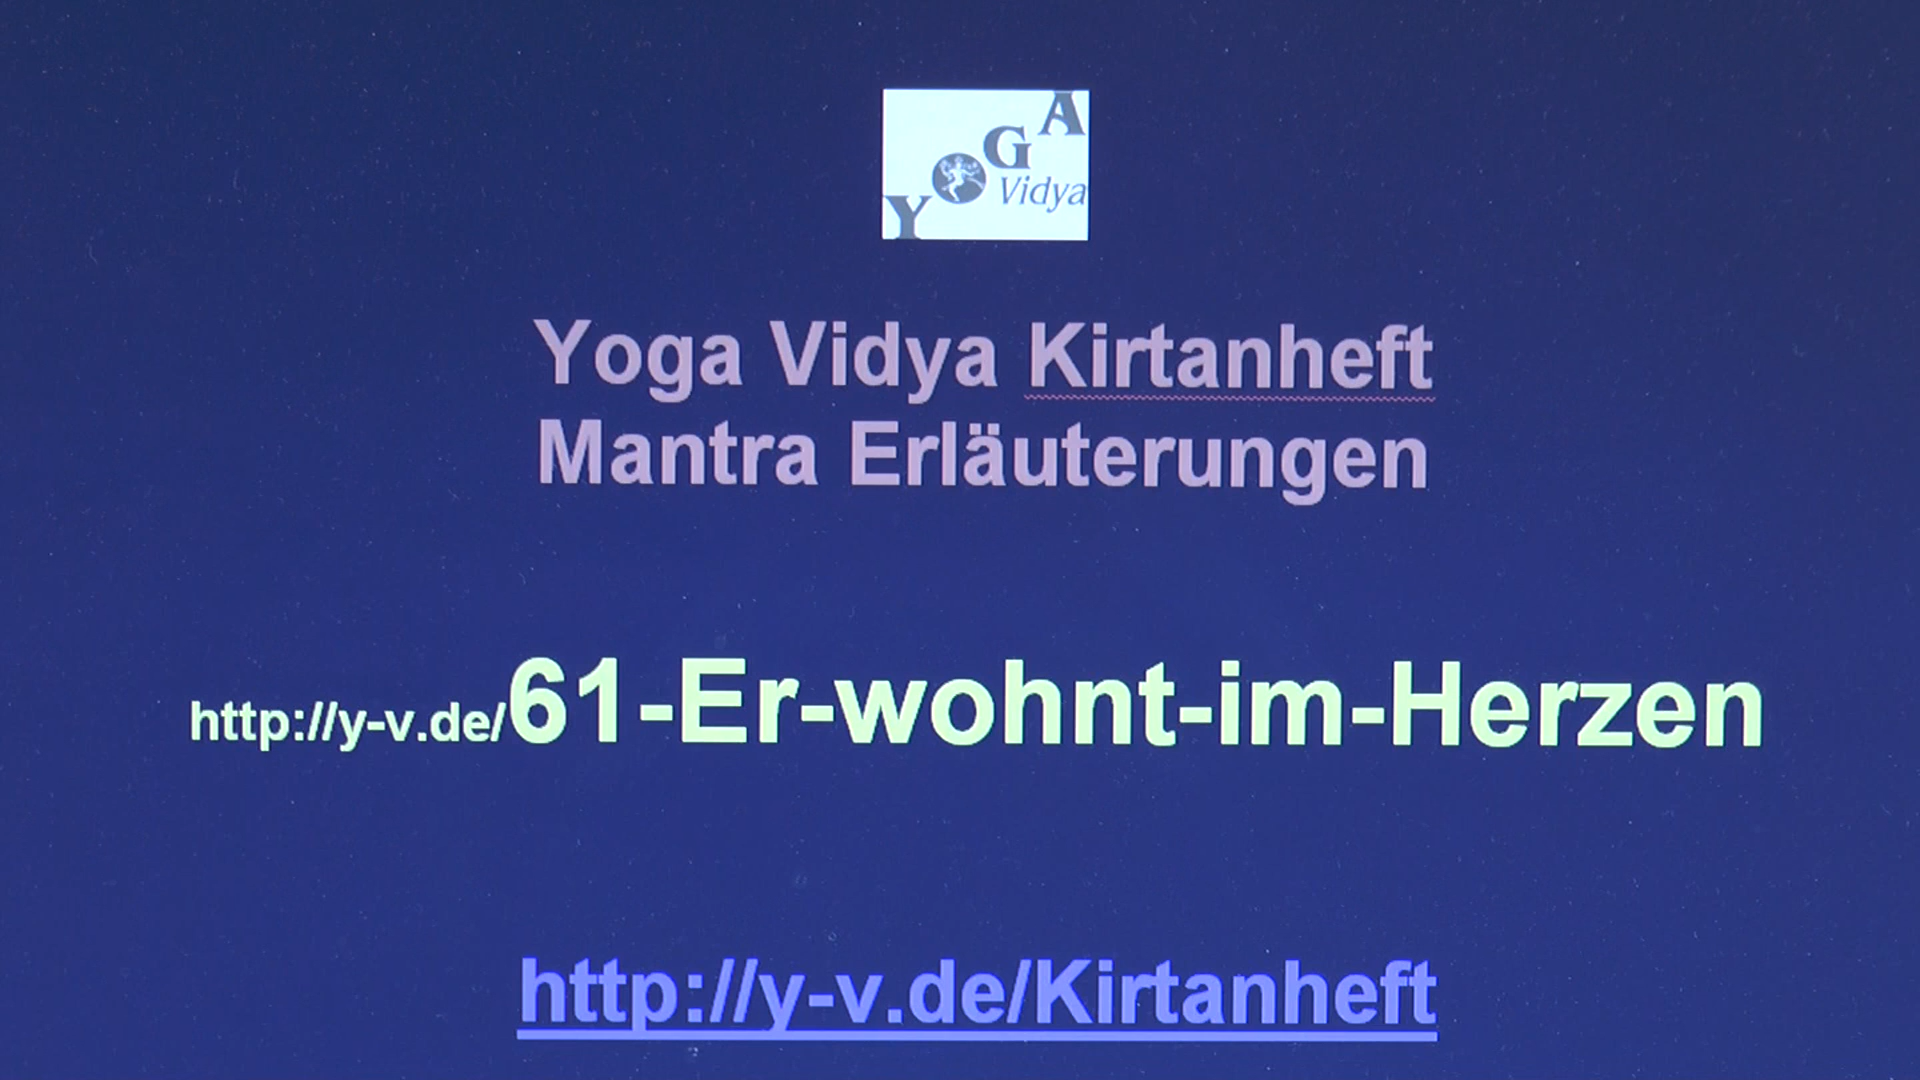 YOGA
Vidya
Yoga Vidya Kirtanheft
Mantra Erläuterungen
http://y-v.de/61-Er-wohnt-im-Herzen
http://y-v.de/Kirtanheft